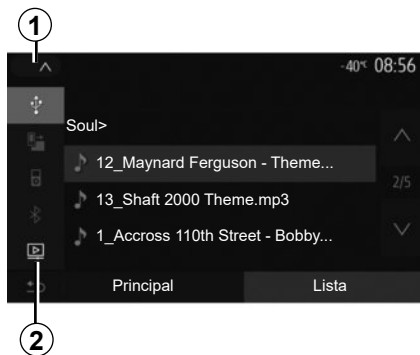 1
-40°C 08:56
Soul>
12_Maynard Ferguson - Theme...
13_Shaft 2000 Theme.mp3
2/5
1_Accross 110th Street - Bobby...
Principal Lista
2